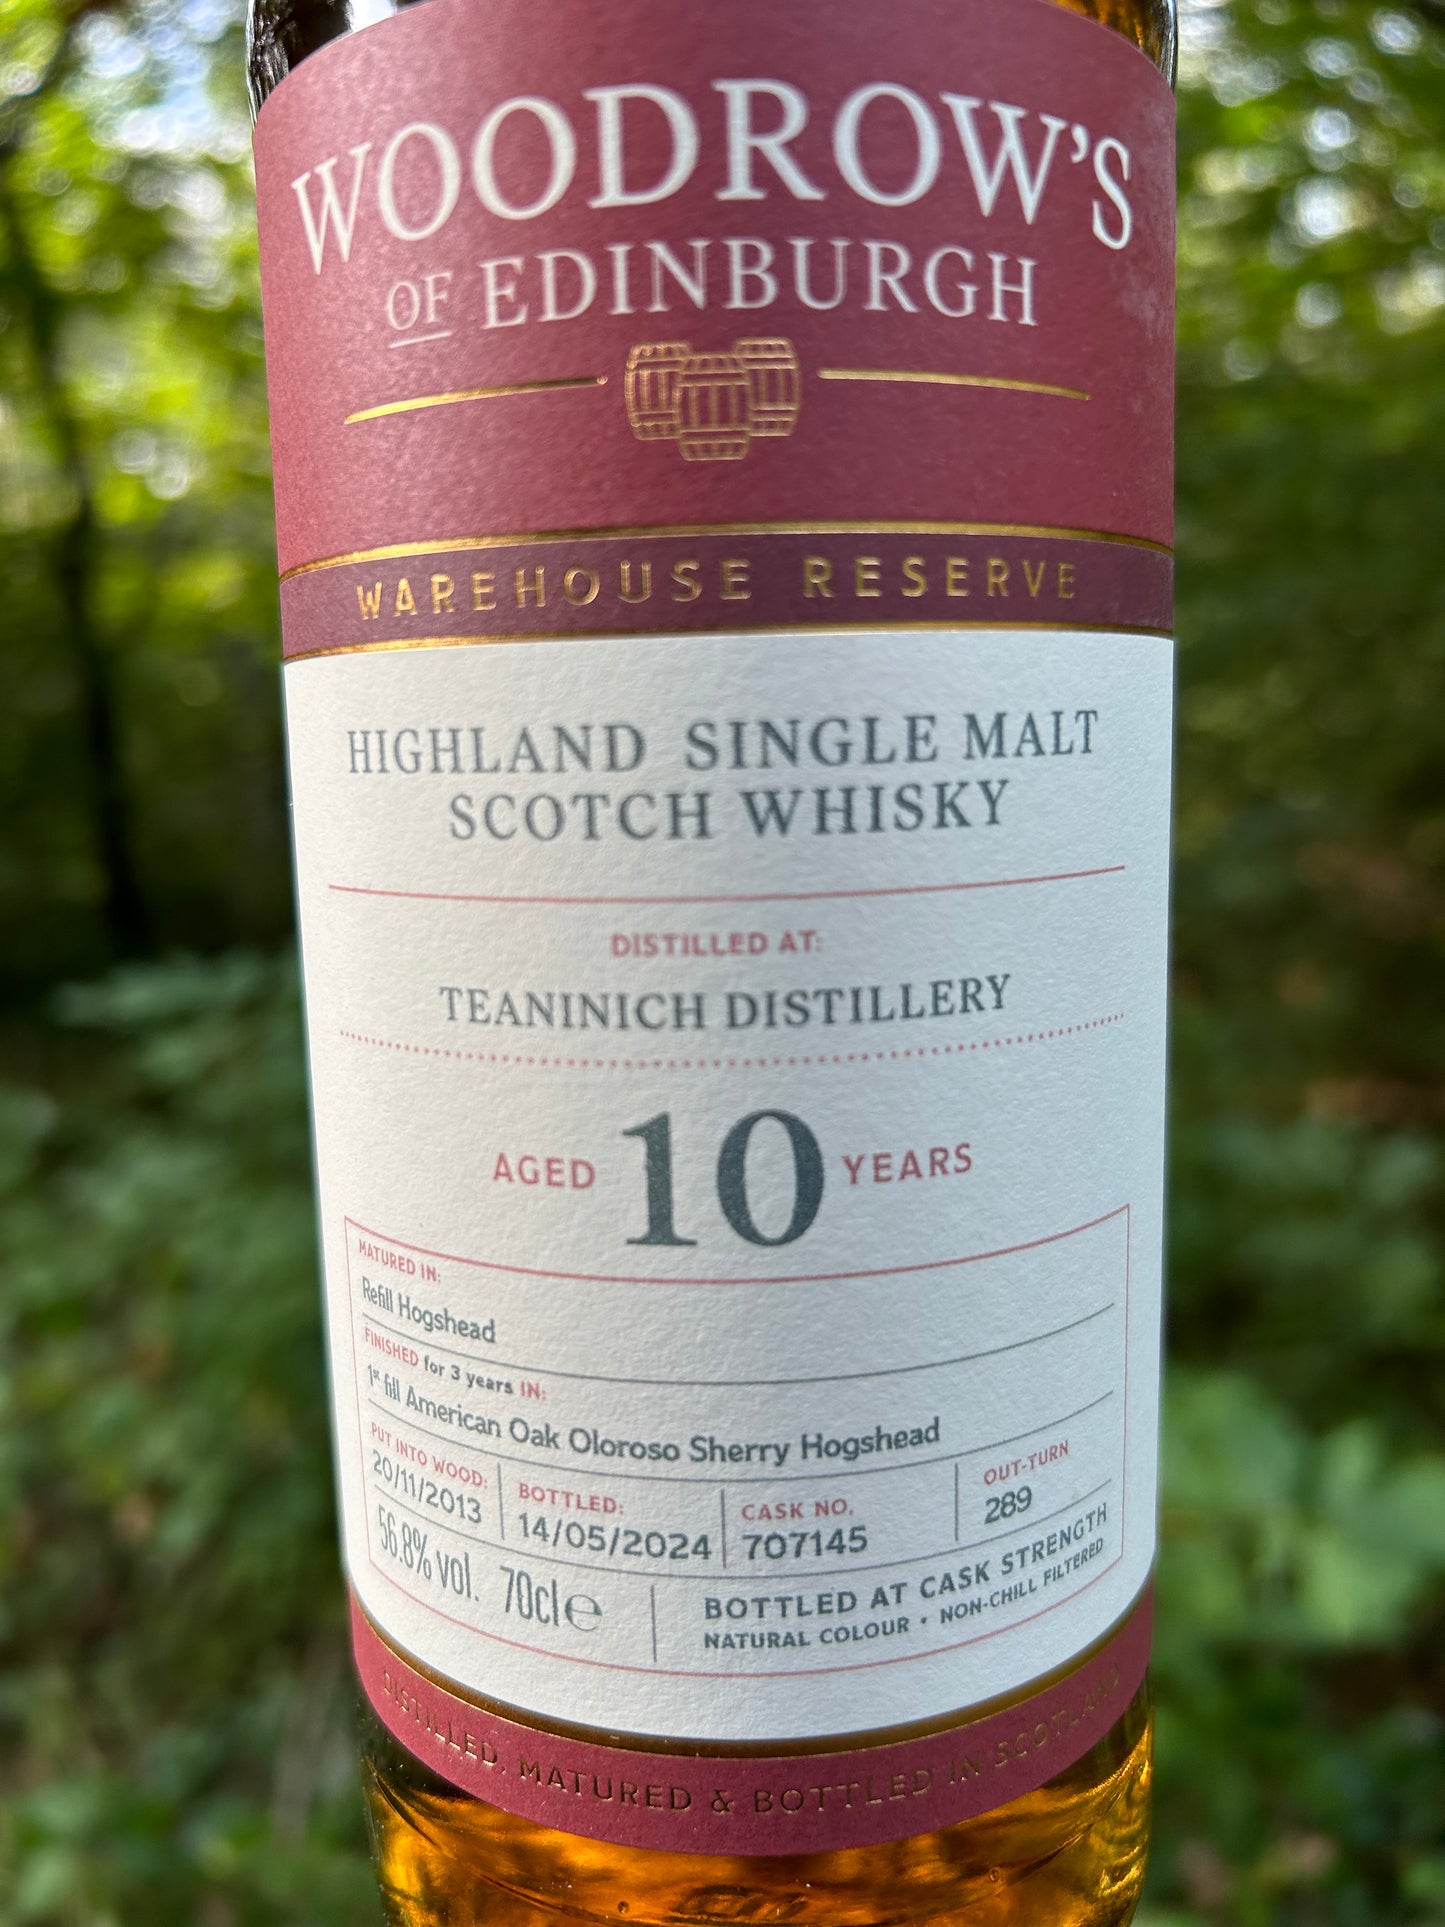 WOODROW'S
OF EDINBURGH
WAREHOUSE RESERVE
HIGHLAND SINGLE MALT
SCOTCH WHISKY
DISTILLED AT:
TEANINICH DISTILLERY
AGED 10 YEARS
MATURED IN:
Refill Hogshead
FINISHED for 3 years IN:
1st fill American Oak Oloroso Sherry Hogshead
PUT INTO WOOD:
20/11/2013
BOTTLED:
14/05/2024
CASK NO.
707145
OUT-TURN
289
56.8% vol. 70cl ℮
BOTTLED AT CASK STRENGTH
NATURAL COLOUR • NON-CHILL FILTERED
DISTILLED, MATURED & BOTTLED IN SCOTLAND